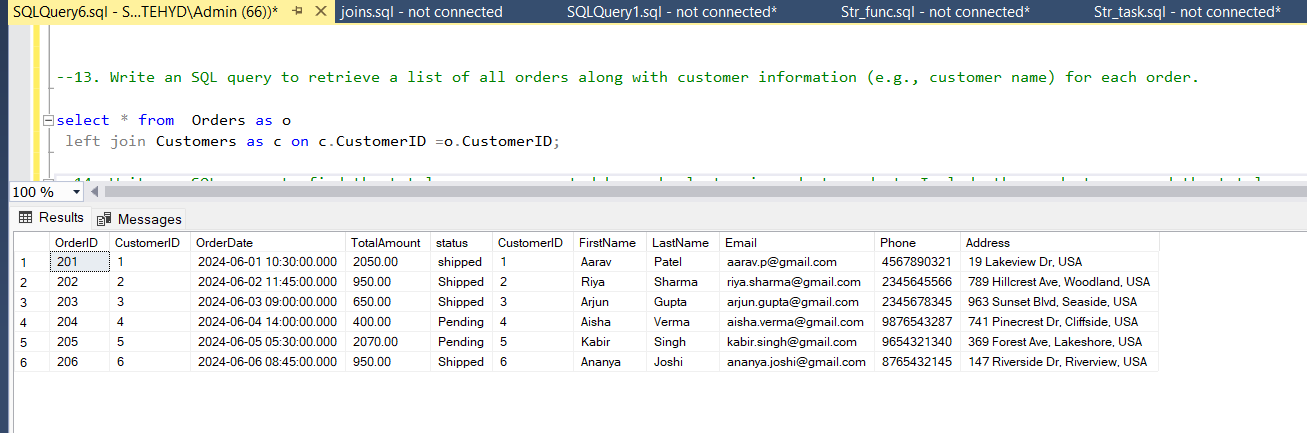 SQLQuery6.sql - S...TEHYD\Admin (66))* joins.sql - not connected SQLQuery1.sql - not connected* Str_func.sql - not connected* Str_task.sql - not connected*
--13. Write an SQL query to retrieve a list of all orders along with customer information (e.g., customer name) for each order.
select * from Orders as o
left join Customers as c on c.CustomerID =o.CustomerID;
100 %
Results Messages
OrderID CustomerID OrderDate TotalAmount status CustomerID FirstName LastName Email Phone Address
1 201 1 2024-06-01 10:30:00.000 2050.00 shipped 1 Aarav Patel aarav.p@gmail.com 4567890321 19 Lakeview Dr, USA
2 202 2 2024-06-02 11:45:00.000 950.00 Shipped 2 Riya Sharma riya.sharma@gmail.com 2345645566 789 Hillcrest Ave, Woodland, USA
3 203 3 2024-06-03 09:00:00.000 650.00 Shipped 3 Arjun Gupta arjun.gupta@gmail.com 2345678345 963 Sunset Blvd, Seaside, USA
4 204 4 2024-06-04 14:00:00.000 400.00 Pending 4 Aisha Verma aisha.verma@gmail.com 9876543287 741 Pinecrest Dr, Cliffside, USA
5 205 5 2024-06-05 05:30:00.000 2070.00 Pending 5 Kabir Singh kabir.singh@gmail.com 9654321340 369 Forest Ave, Lakeshore, USA
6 206 6 2024-06-06 08:45:00.000 950.00 Shipped 6 Ananya Joshi ananya.joshi@gmail.com 8765432145 147 Riverside Dr, Riverview, USA